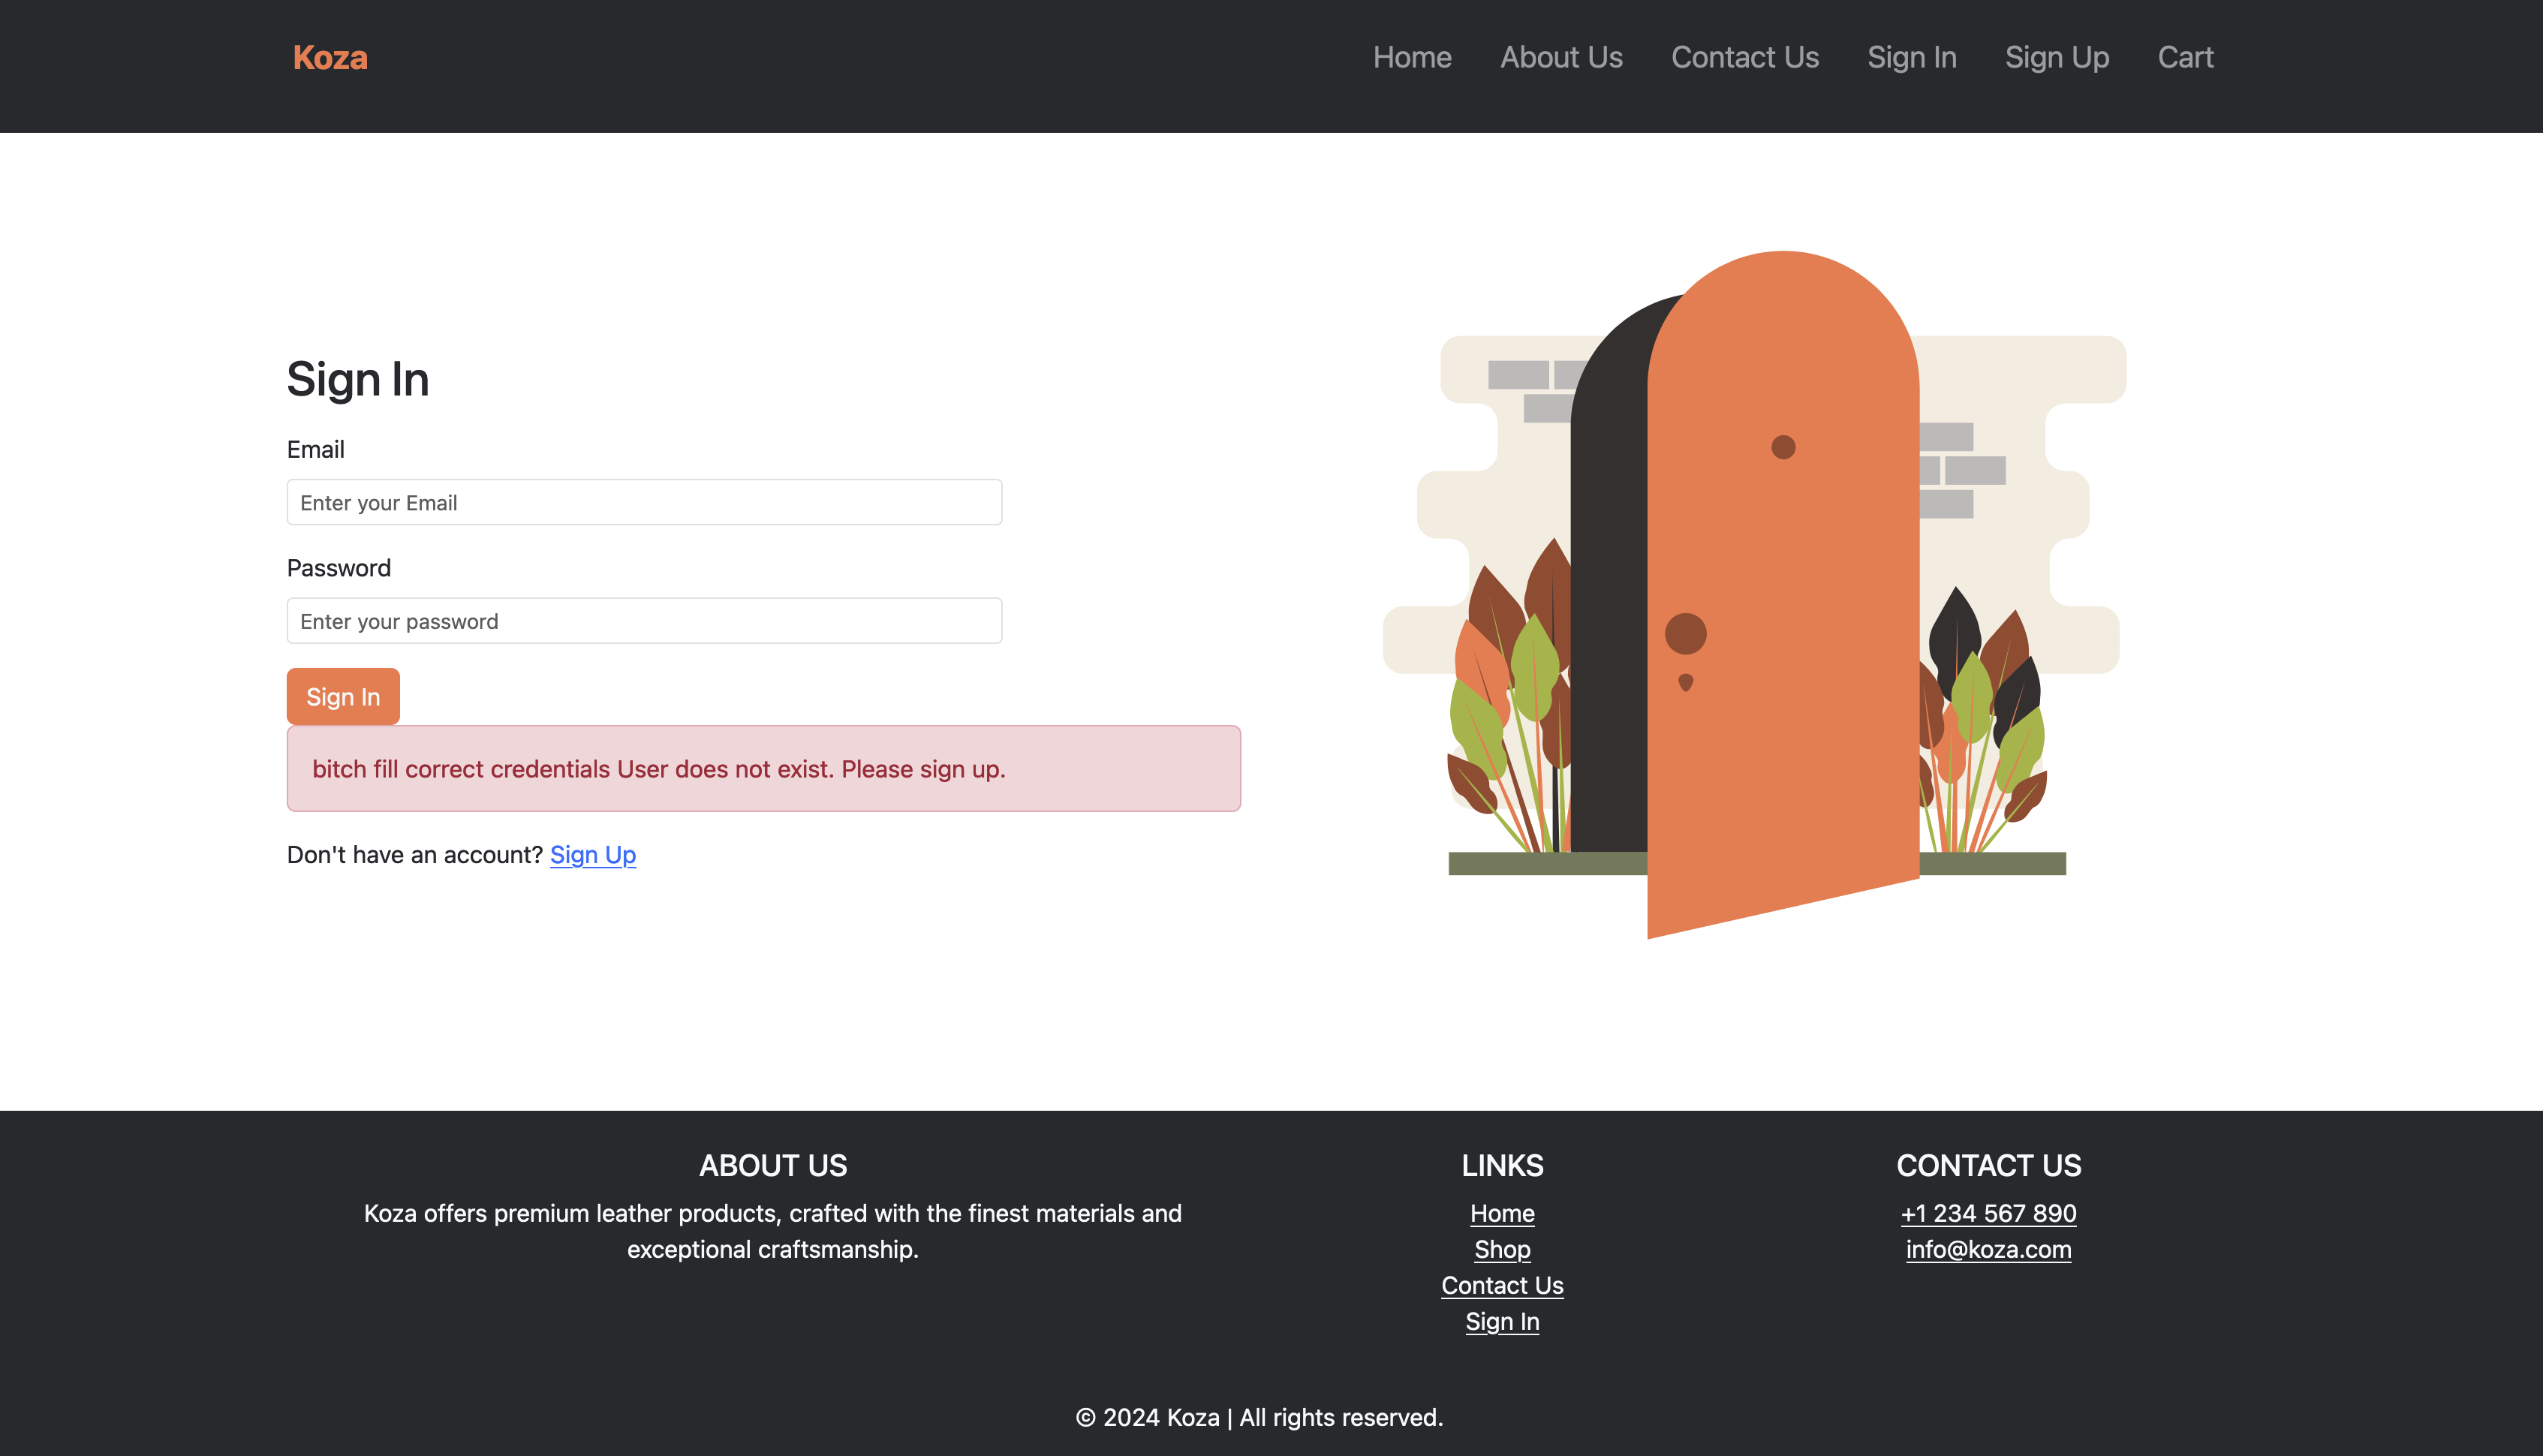 Koza
Home
About Us
Contact Us
Sign In
Sign Up
Cart
Sign In
Email
Enter your Email
Password
Enter your password
Sign In
bitch fill correct credentials User does not exist. Please sign up.
Don't have an account? Sign Up
ABOUT US
Koza offers premium leather products, crafted with the finest materials and
exceptional craftsmanship.
LINKS
Home
Shop
Contact Us
Sign In
CONTACT US
+1 234 567 890
info@koza.com
© 2024 Koza | All rights reserved.